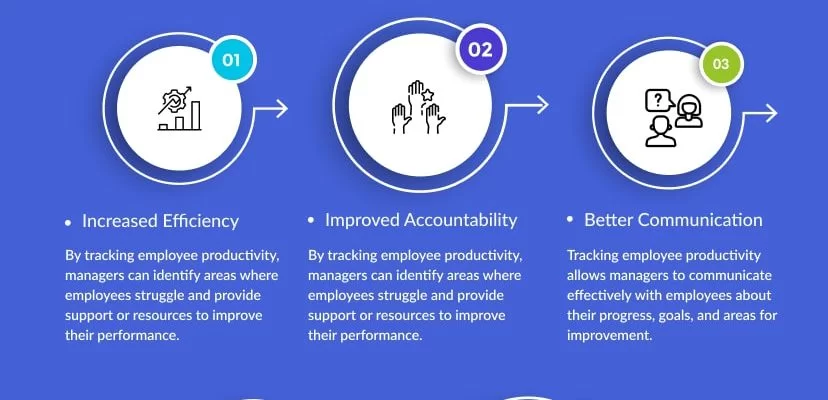 01
02
03
?
• Increased Efficiency
By tracking employee productivity,
managers can identify areas where
employees struggle and provide
support or resources to improve
their performance.
• Improved Accountability
By tracking employee productivity,
managers can identify areas where
employees struggle and provide
support or resources to improve
their performance.
• Better Communication
Tracking employee productivity
allows managers to communicate
effectively with employees about
their progress, goals, and areas for
improvement.